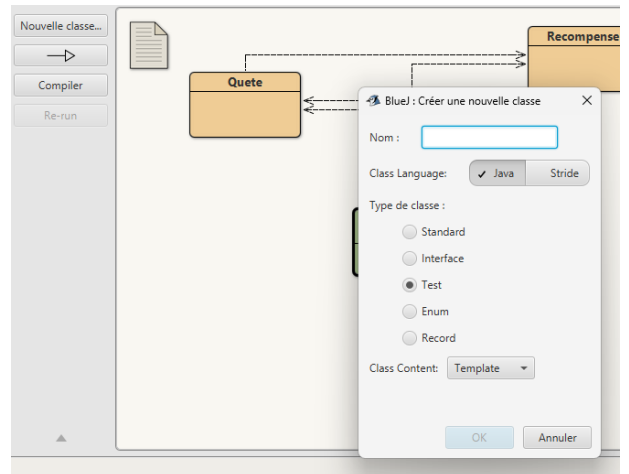 Nouvelle classe...
Compiler
Re-run
Quete
Recompense
BlueJ : Créer une nouvelle classe
Nom :
Class Language:
Java
Stride
Type de classe :
Standard
Interface
Test
Enum
Record
Class Content:
Template
OK
Annuler